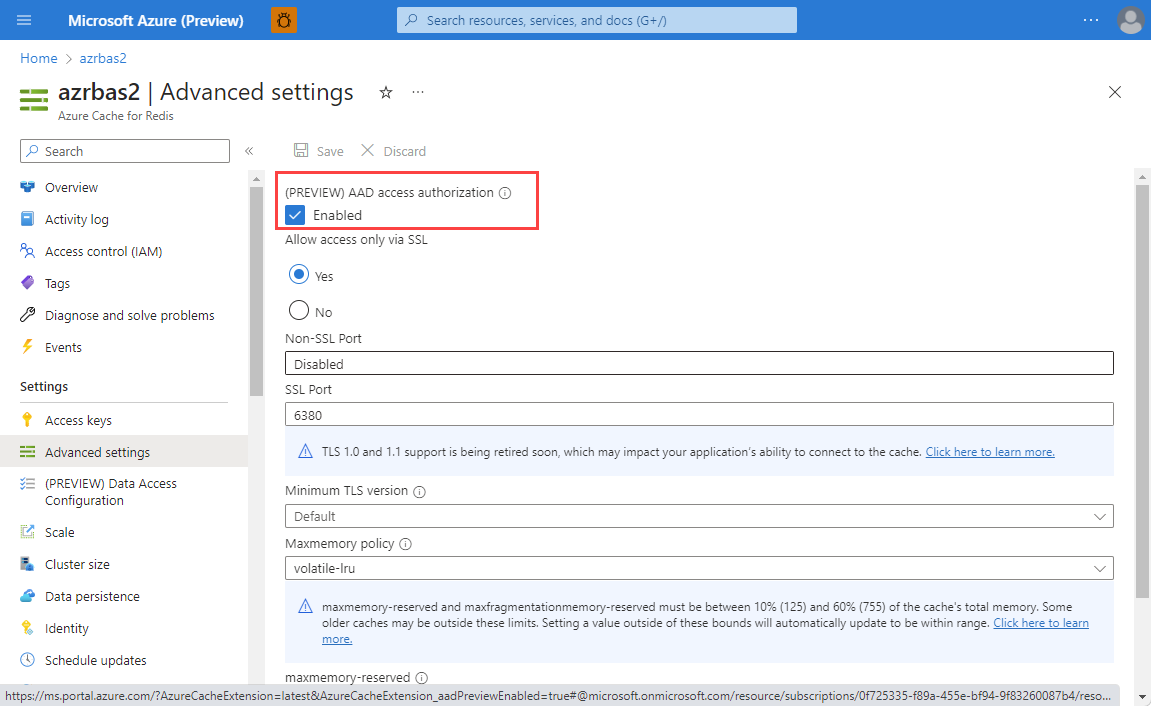 Microsoft Azure (Preview)
Search resources, services, and docs (G+/)
Home > azrbas2
azrbas2 | Advanced settings
Azure Cache for Redis
Search
«
Save
Discard
Overview
Activity log
Access control (IAM)
Tags
Diagnose and solve problems
Events
Settings
Access keys
Advanced settings
(PREVIEW) Data Access
Configuration
Scale
Cluster size
Data persistence
Identity
Schedule updates
(PREVIEW) AAD access authorization
Enabled
Allow access only via SSL
Yes
No
Non-SSL Port
Disabled
SSL Port
6380
TLS 1.0 and 1.1 support is being retired soon, which may impact your application's ability to connect to the cache. Click here to learn more.
Minimum TLS version
Default
Maxmemory policy
volatile-lru
maxmemory-reserved and maxfragmentationmemory-reserved must be between 10% (125) and 60% (755) of the cache's total memory. Some
older caches may be outside these limits. Setting a value outside of these bounds will automatically update to be within range. Click here to learn
more.
maxmemory-reserved
https://ms.portal.azure.com/?AzureCacheExtension=latest&AzureCacheExtension_aadPreviewEnabled=true#@microsoft.onmicrosoft.com/resource/subscriptions/0f725335-f89a-455e-bf94-9f83260087b4/reso...